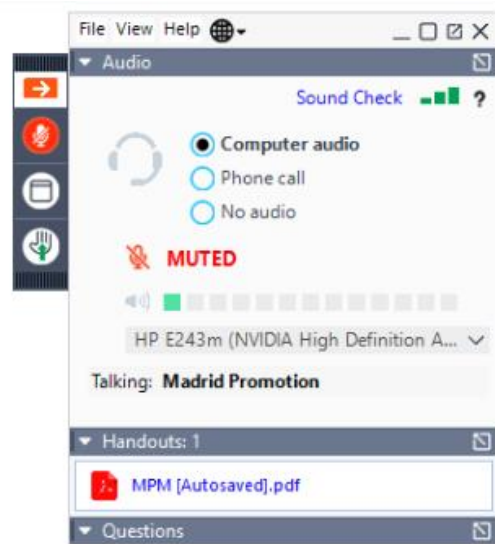 File View Help
Audio
Sound Check ?
Computer audio
Phone call
No audio
MUTED
HP E243m (NVIDIA High Definition A...
Talking: Madrid Promotion
Handouts: 1
MPM [Autosaved].pdf
Questions